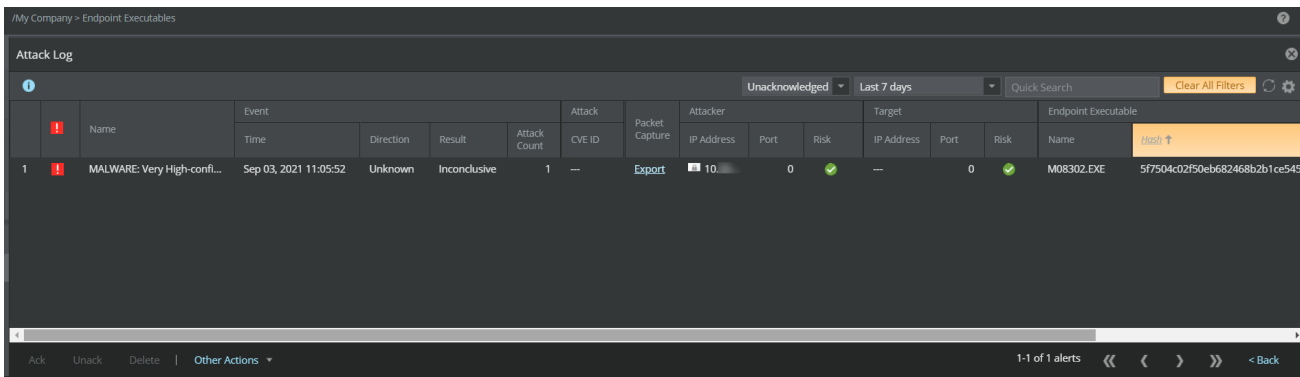 /My Company > Endpoint Executables
Attack Log
Unacknowledged Last 7 days Quick Search Clear All Filters
Name Event Attack Packet Capture Attacker Target Endpoint Executable
Time Direction Result Attack Count CVE ID IP Address Port Risk IP Address Port Risk Name Hash
1 MALWARE: Very High-confi... Sep 03, 2021 11:05:52 Unknown Inconclusive 1 --- Export 10. 0 --- 0 M08302.EXE 5f7504c02f50eb682468b2b1ce545
Ack Unack Delete | Other Actions 1-1 of 1 alerts < Back